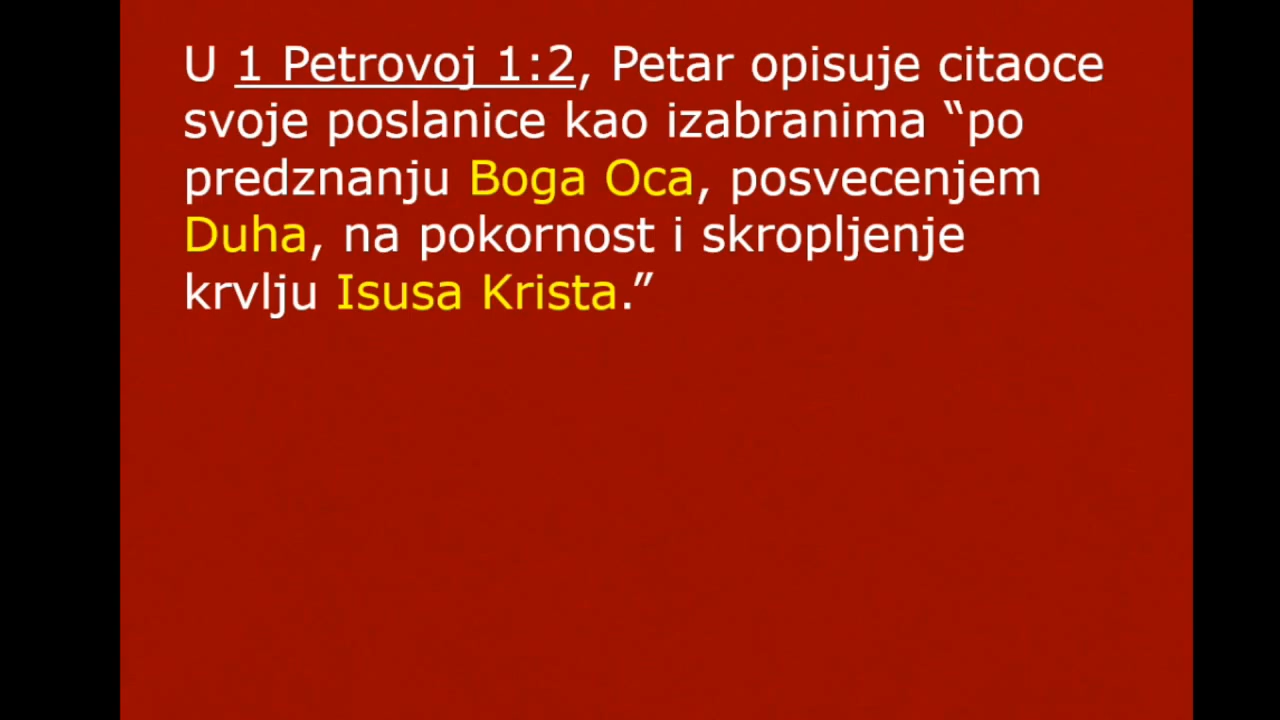 U 1 Petrovoj 1:2, Petar opisuje citaoce
svoje poslanice kao izabranima “po
predznanju Boga Oca, posvecenjem
Duha, na pokornost i skropljenje
krvlju Isusa Krista.”